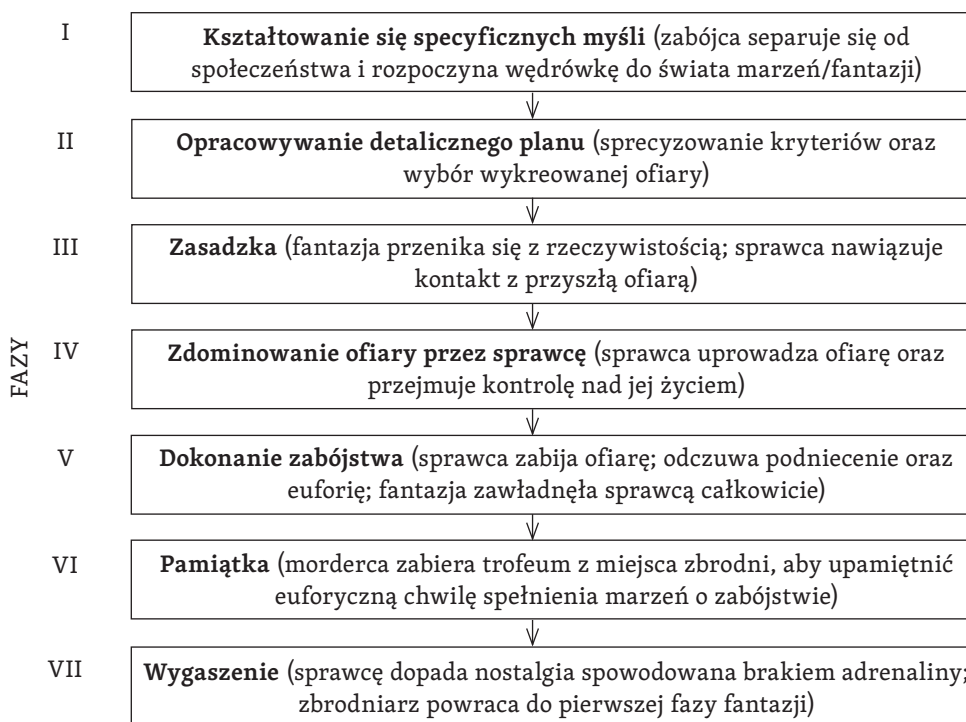 I
Kształtowanie się specyficznych myśli (zabójca separuje się od
społeczeństwa i rozpoczyna wędrówkę do świata marzeń/fantazji)
II
Opracowywanie detalicznego planu (sprecyzowanie kryteriów oraz
wybór wykreowanej ofiary)
III
Zasadzka (fantazja przenika się z rzeczywistością; sprawca nawiązuje
kontakt z przyszłą ofiarą)
FAZY
IV
Zdominowanie ofiary przez sprawcę (sprawca uprowadza ofiarę oraz
przejmuje kontrolę nad jej życiem)
V
Dokonanie zabójstwa (sprawca zabija ofiarę; odczuwa podniecenie oraz
euforię; fantazja zawładnęła sprawcą całkowicie)
VI
Pamiątka (morderca zabiera trofeum z miejsca zbrodni, aby upamiętnić
euforyczną chwilę spełnienia marzeń o zabójstwie)
VII
Wygaszenie (sprawcę dopada nostalgia spowodowana brakiem adrenaliny;
zbrodniarz powraca do pierwszej fazy fantazji)